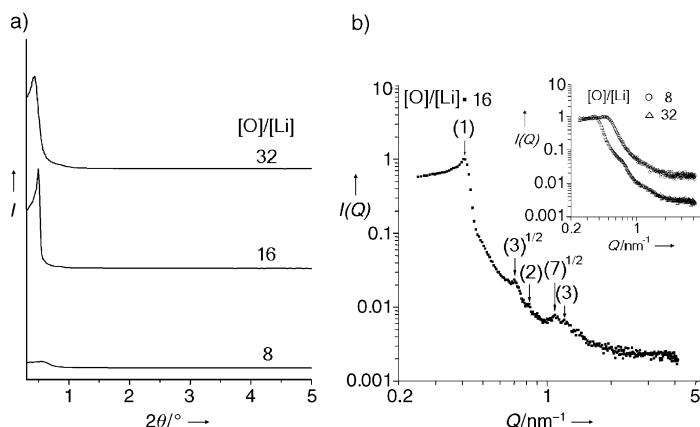 a)
[O]/[Li]
32
16
8
I →
1 2 3 4 5
2θ/° →
b)
[O]/[Li] ▪ 16
(1)
(3)1/2
(2)
(7)1/2
(3)
10
1
0.1
0.01
0.001
I(Q) →
0.2 1 5
Q/nm–1 →
[O]/[Li] ○ 8
△ 32
10
1
0.1
0.01
0.001
I(Q) →
0.2 1
Q/nm–1 →